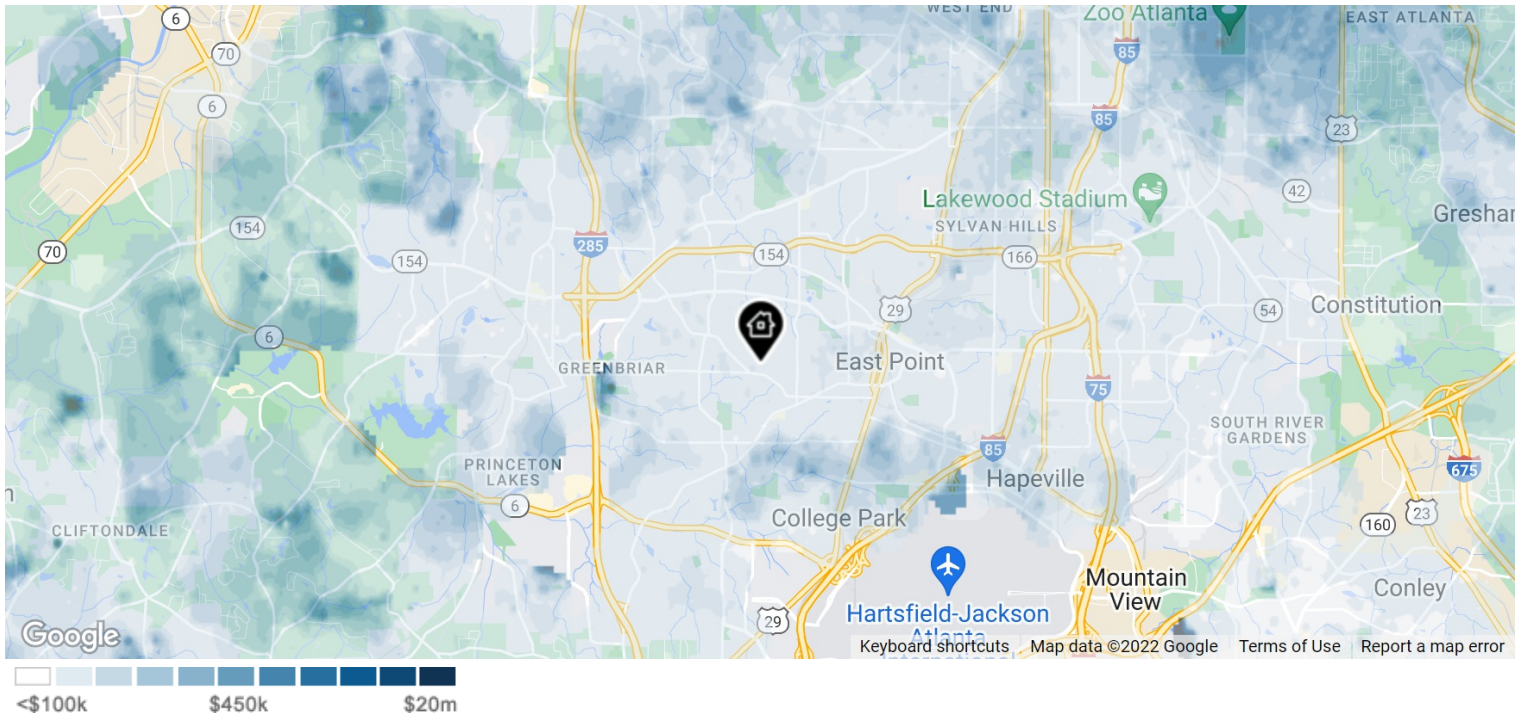 WEST END
Zoo Atlanta
EAST ATLANTA
6
70
85
6
85
23
42
Lakewood Stadium
SYLVAN HILLS
Gresham
154
70
285
154
154
166
29
54
Constitution
6
GREENBRIAR
East Point
75
SOUTH RIVER
GARDENS
PRINCETON
LAKES
85
Hapeville
675
6
College Park
160
23
CLIFTONDALE
Mountain
View
Conley
Hartsfield-Jackson
Atlanta
International
29
Google
Keyboard shortcuts Map data ©2022 Google Terms of Use Report a map error
<$100k $450k $20m